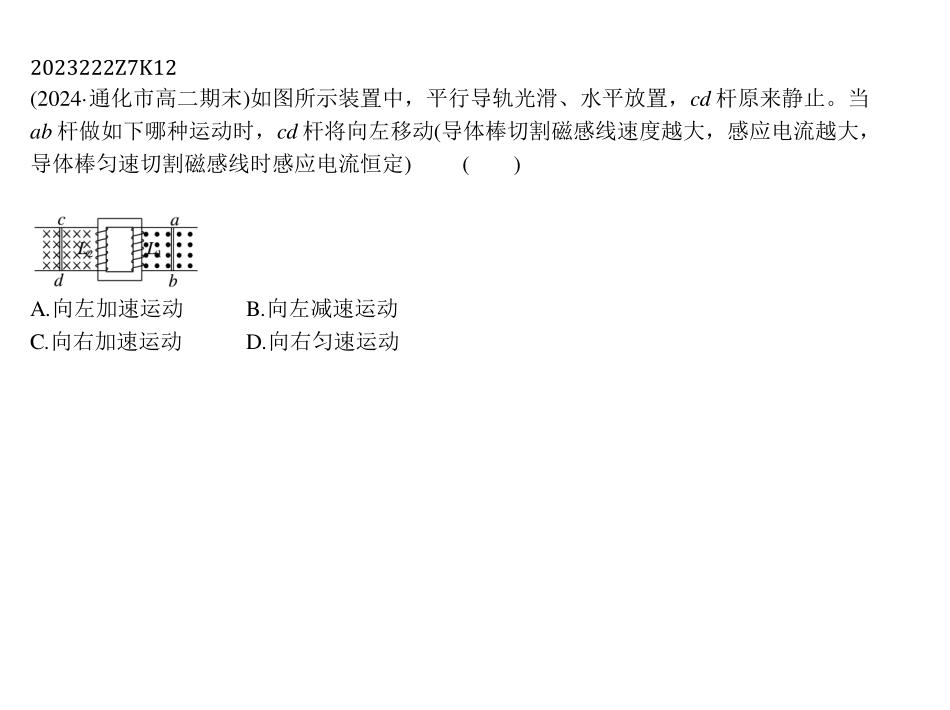 2023222Z7K12
(2024·通化市高二期末)如图所示装置中，平行导轨光滑、水平放置，cd 杆原来静止。当
ab 杆做如下哪种运动时，cd 杆将向左移动(导体棒切割磁感线速度越大，感应电流越大，
导体棒匀速切割磁感线时感应电流恒定)　　(　　)
c a
L2 L1
d b
A.向左加速运动　　B.向左减速运动
C.向右加速运动　　D.向右匀速运动